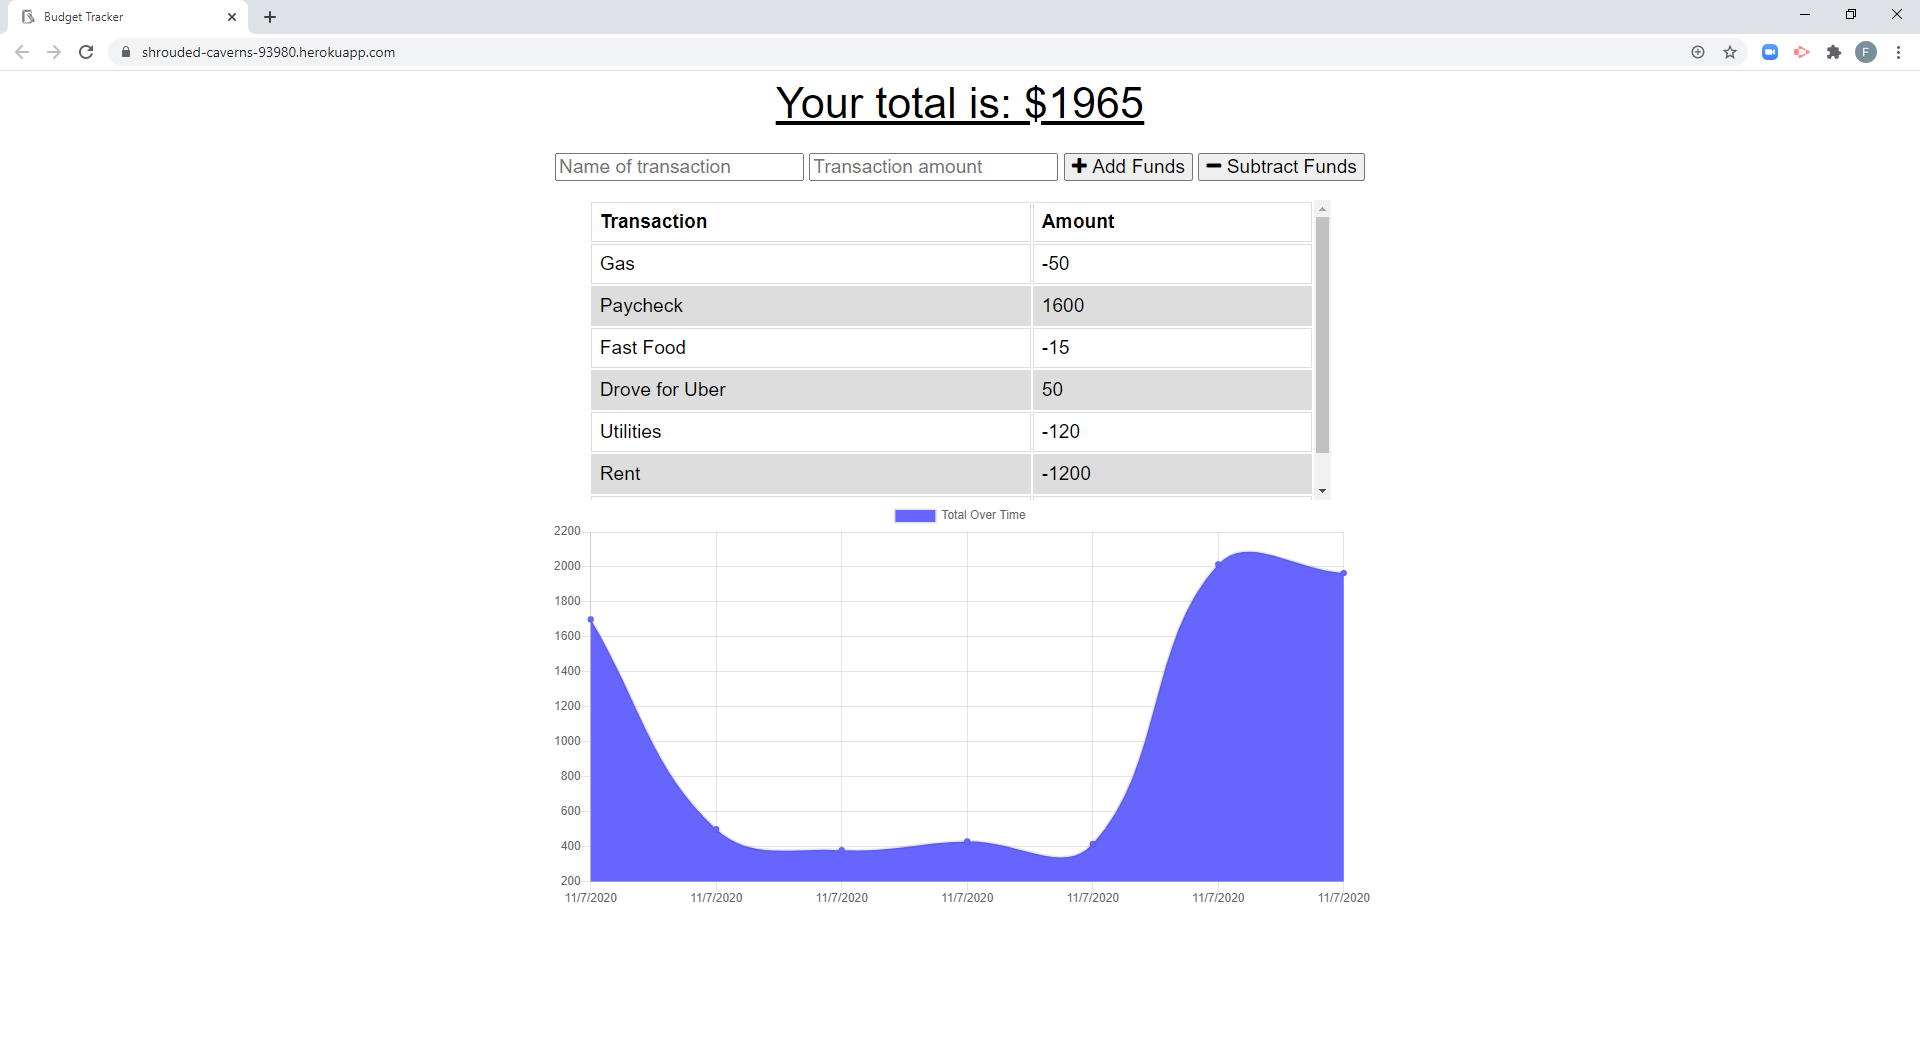 Budget Tracker
shrouded-caverns-93980.herokuapp.com
F
Your total is: $1965
Name of transaction Transaction amount Add Funds Subtract Funds
Transaction Amount
Gas -50
Paycheck 1600
Fast Food -15
Drove for Uber 50
Utilities -120
Rent -1200
Total Over Time
2200
2000
1800
1600
1400
1200
1000
800
600
400
200
11/7/2020 11/7/2020 11/7/2020 11/7/2020 11/7/2020 11/7/2020 11/7/2020